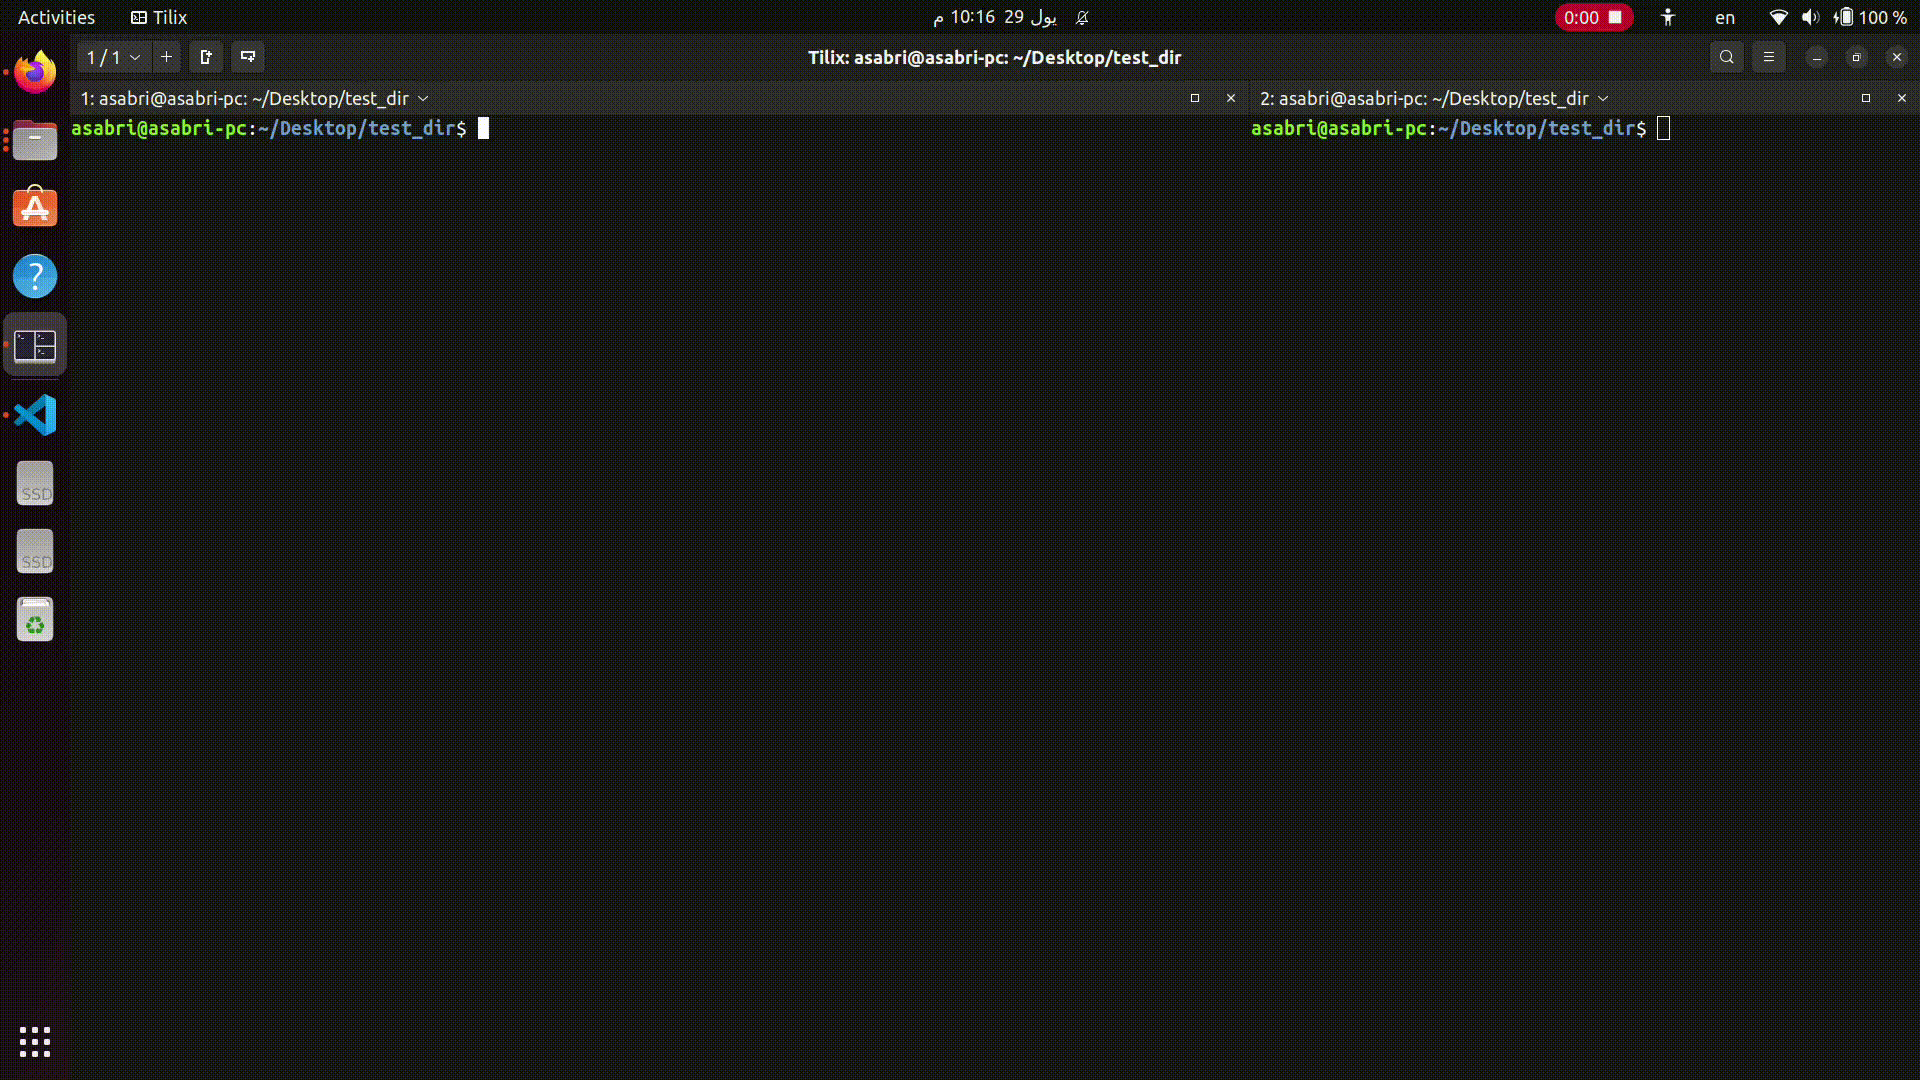 Activities Tilix م 10:16 29 يول 0:00 en 100 %
1 / 1 Tilix: asabri@asabri-pc: ~/Desktop/test_dir
1: asabri@asabri-pc: ~/Desktop/test_dir 2: asabri@asabri-pc: ~/Desktop/test_dir
asabri@asabri-pc:~/Desktop/test_dir$ asabri@asabri-pc:~/Desktop/test_dir$
SSD
SSD